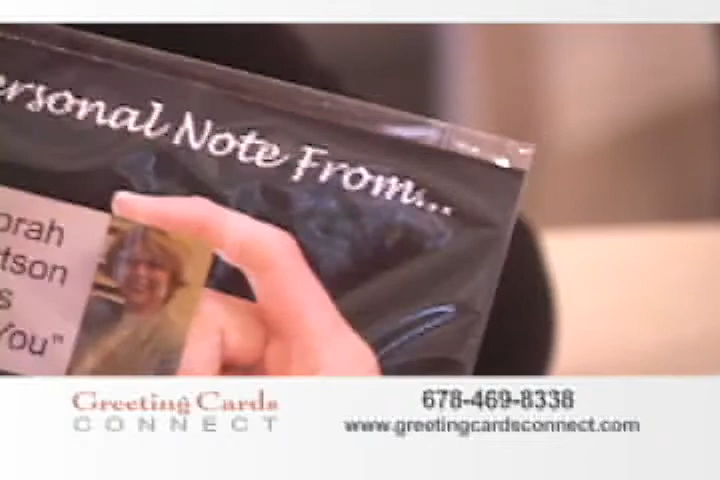 ersonal Note From...
orah
tson
s
You"
Greeting Cards
CONNECT
678-469-8338
www.greetingcardsconnect.com